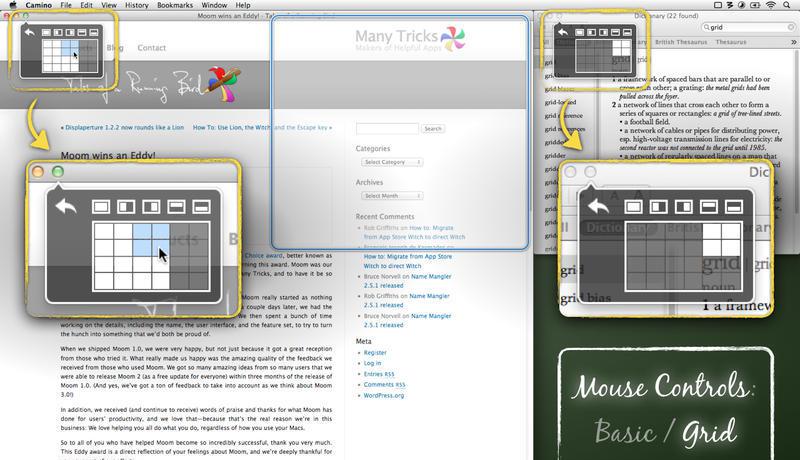 Camino File Edit View History Bookmarks Window Help
Moom wins an Eddy!
Dictionary (22 found)
grid
British Thesaurus Thesaurus
Blog Contact
Many Tricks
Makers of Helpful Apps
« Displaperture 1.2.2 now rounds like a Lion
How To: Use Lion, the Witch and the Escape key »
Search
Moom wins an Eddy!
Categories
Select Category
Archives
Select Month
Recent Comments
Rob Griffiths on How to: Migrate
from App Store Witch to direct Witch
How to: Migrate from App Store
Witch to direct Witch
Bruce Norvell on Name Mangler
2.5.1 released
Rob Griffiths on Name Mangler
2.5.1 released
Bruce Norvell on Name Mangler
2.5.1 released
Meta
Register
Log in
Entries RSS
Comments RSS
WordPress.org
Choice award, better known as
this award. Moom was our
Many Tricks, and to have it be so
Moom really started as nothing
a couple days later, we had the
We then spent a bunch of time
working on the details, including the name, the user interface, and the feature set, to try to turn
the hunch into something that we'd both be proud of.
When we shipped Moom 1.0, we were very happy, but not just because it got a great reception
from those who tried it. What really made us happy was the amazing quality of the feedback we
received from those who used Moom. We got so many amazing ideas from so many users that we
were able to release Moom 2 (as a free update for everyone) within three months of the release
of Moom 1.0. (And yes, we've got a ton of feedback to take into account as we think about Moom
3.0!)
In addition, we received (and continue to receive) words of praise and thanks for what Moom has
done for users' productivity, and we love that—because that's the real reason we're in this
business: We love helping you all do what you do, regardless of how you use your Macs.
So to all of you who have helped Moom become so incredibly successful, thank you very much.
This Eddy award is a direct reflection of your feelings about Moom, and we're deeply thankful for
1 a framework of spaced bars that are parallel to or
cross each other; a grating: the metal grids had been
pulled across the foyer.
2 a network of lines that cross each other to form a
series of squares or rectangles: a grid of tree-lined streets.
• a football field.
• a network of cables or pipes for distributing power,
esp. high-voltage transmission lines for electricity: the
second reactor was not connected to the grid until 1985.
• a network of regularly spaced lines on a map that
Dic
Dictionary
grid
grid bias
grid
noun
1 a framew
Mouse Controls:
Basic / Grid